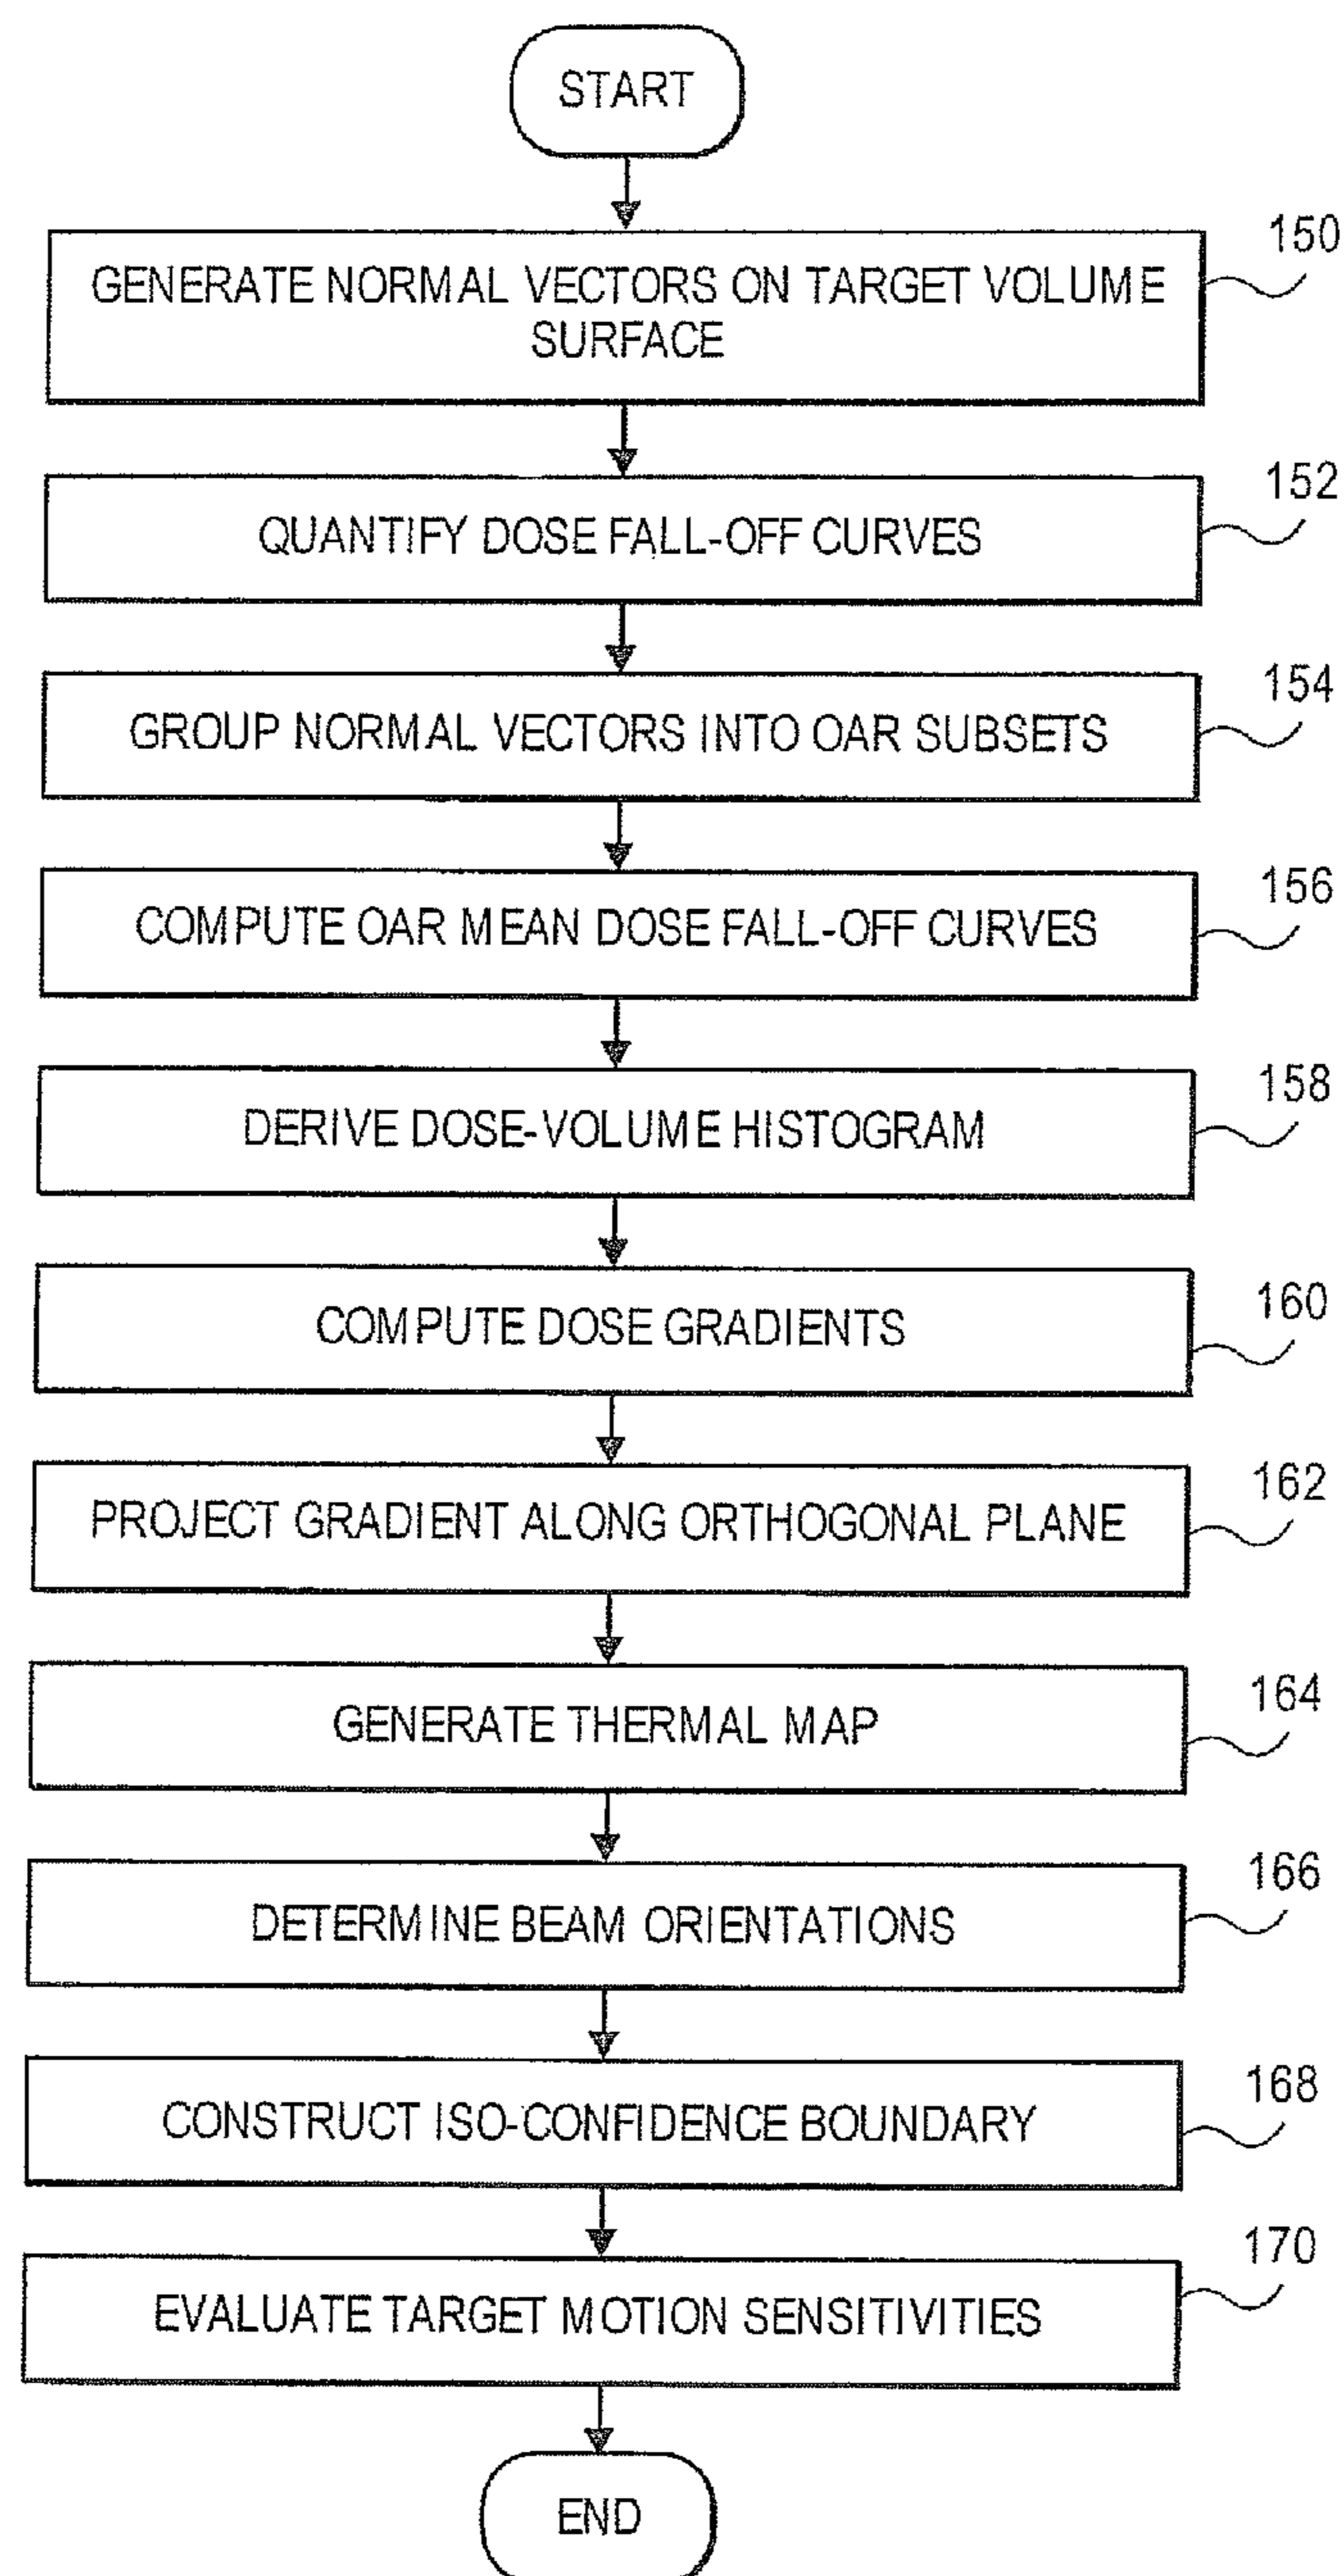 START
150
GENERATE NORMAL VECTORS ON TARGET VOLUME
SURFACE
152
QUANTIFY DOSE FALL-OFF CURVES
154
GROUP NORMAL VECTORS INTO OAR SUBSETS
156
COMPUTE OAR MEAN DOSE FALL-OFF CURVES
158
DERIVE DOSE-VOLUME HISTOGRAM
160
COMPUTE DOSE GRADIENTS
162
PROJECT GRADIENT ALONG ORTHOGONAL PLANE
164
GENERATE THERMAL MAP
166
DETERMINE BEAM ORIENTATIONS
168
CONSTRUCT ISO-CONFIDENCE BOUNDARY
170
EVALUATE TARGET MOTION SENSITIVITIES
END